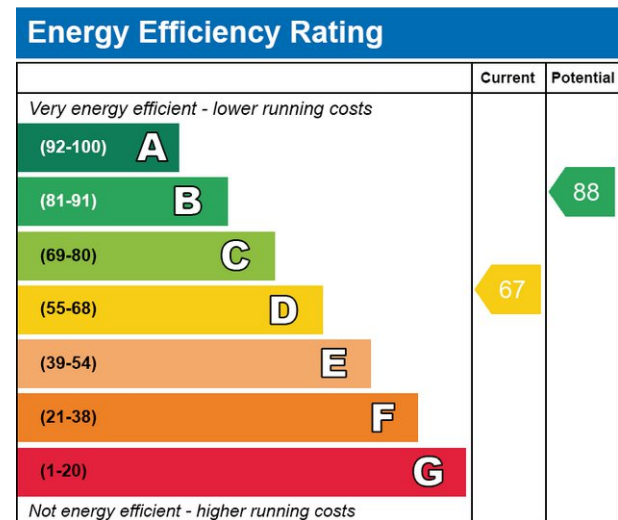 Energy Efficiency Rating
Current Potential
Very energy efficient - lower running costs
(92-100) A
(81-91) B
88
(69-80) C
(55-68) D
67
(39-54) E
(21-38) F
(1-20) G
Not energy efficient - higher running costs